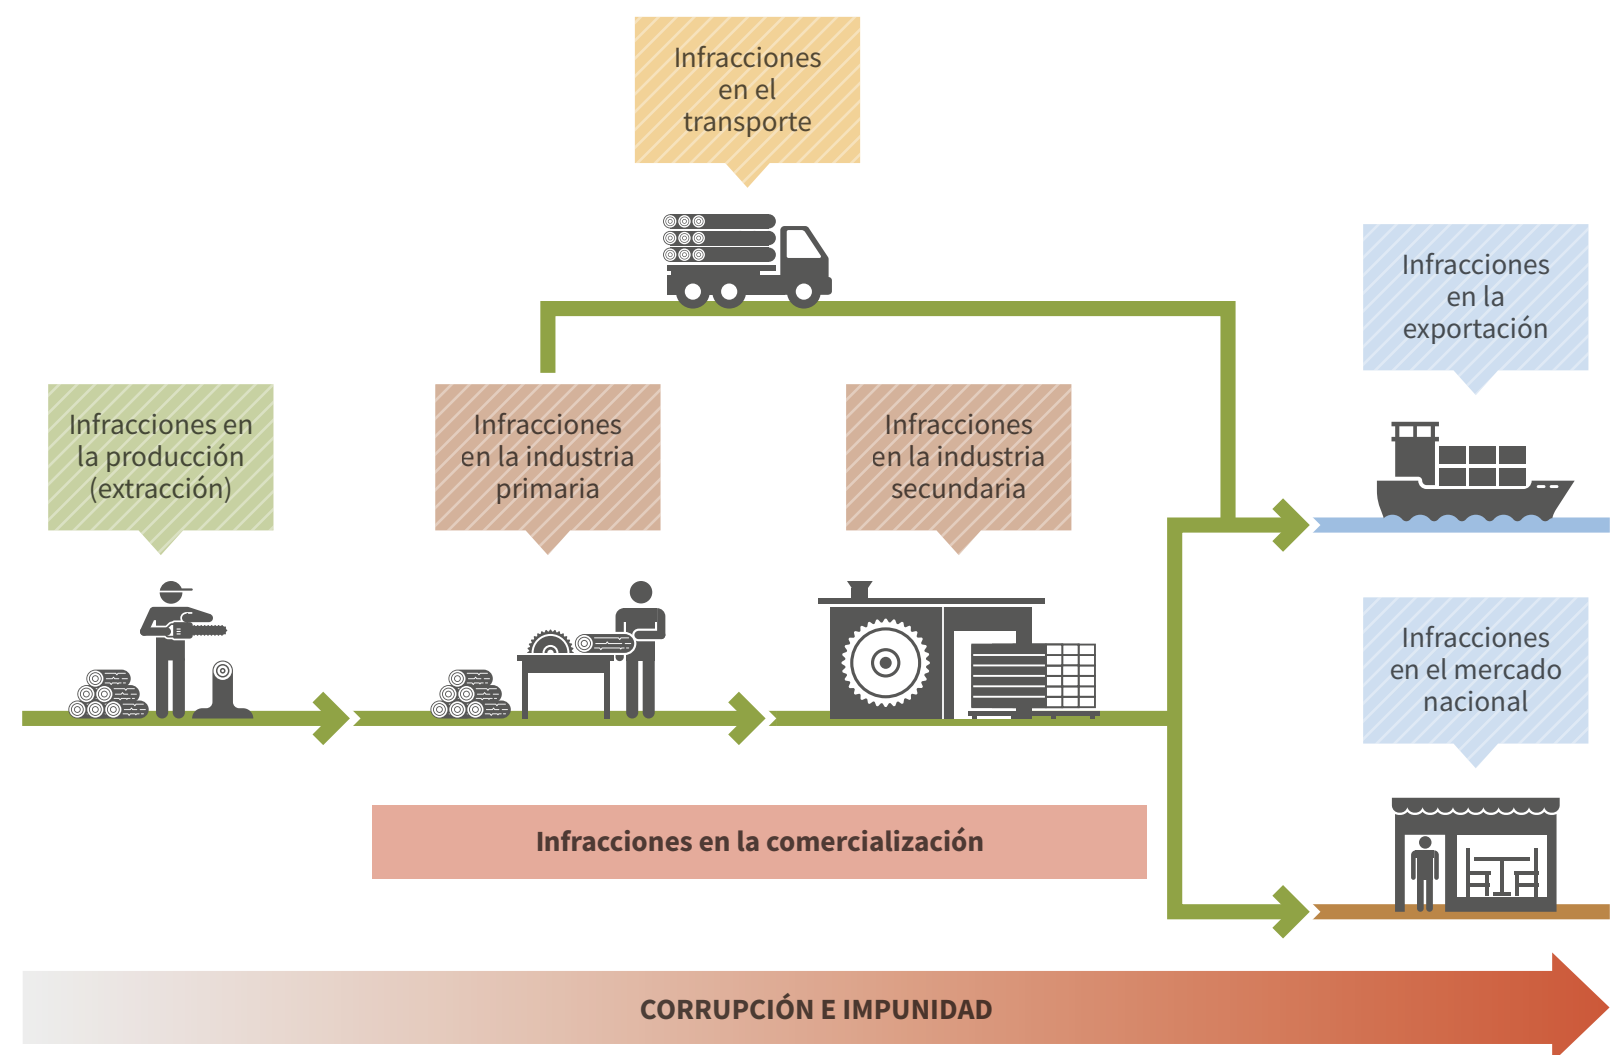 Infracciones
en el
transporte
Infracciones
en la
exportación
Infracciones en
la producción
(extracción)
Infracciones
en la industria
primaria
Infracciones
en la industria
secundaria
Infracciones
en el mercado
nacional
Infracciones en la comercialización
CORRUPCIÓN E IMPUNIDAD